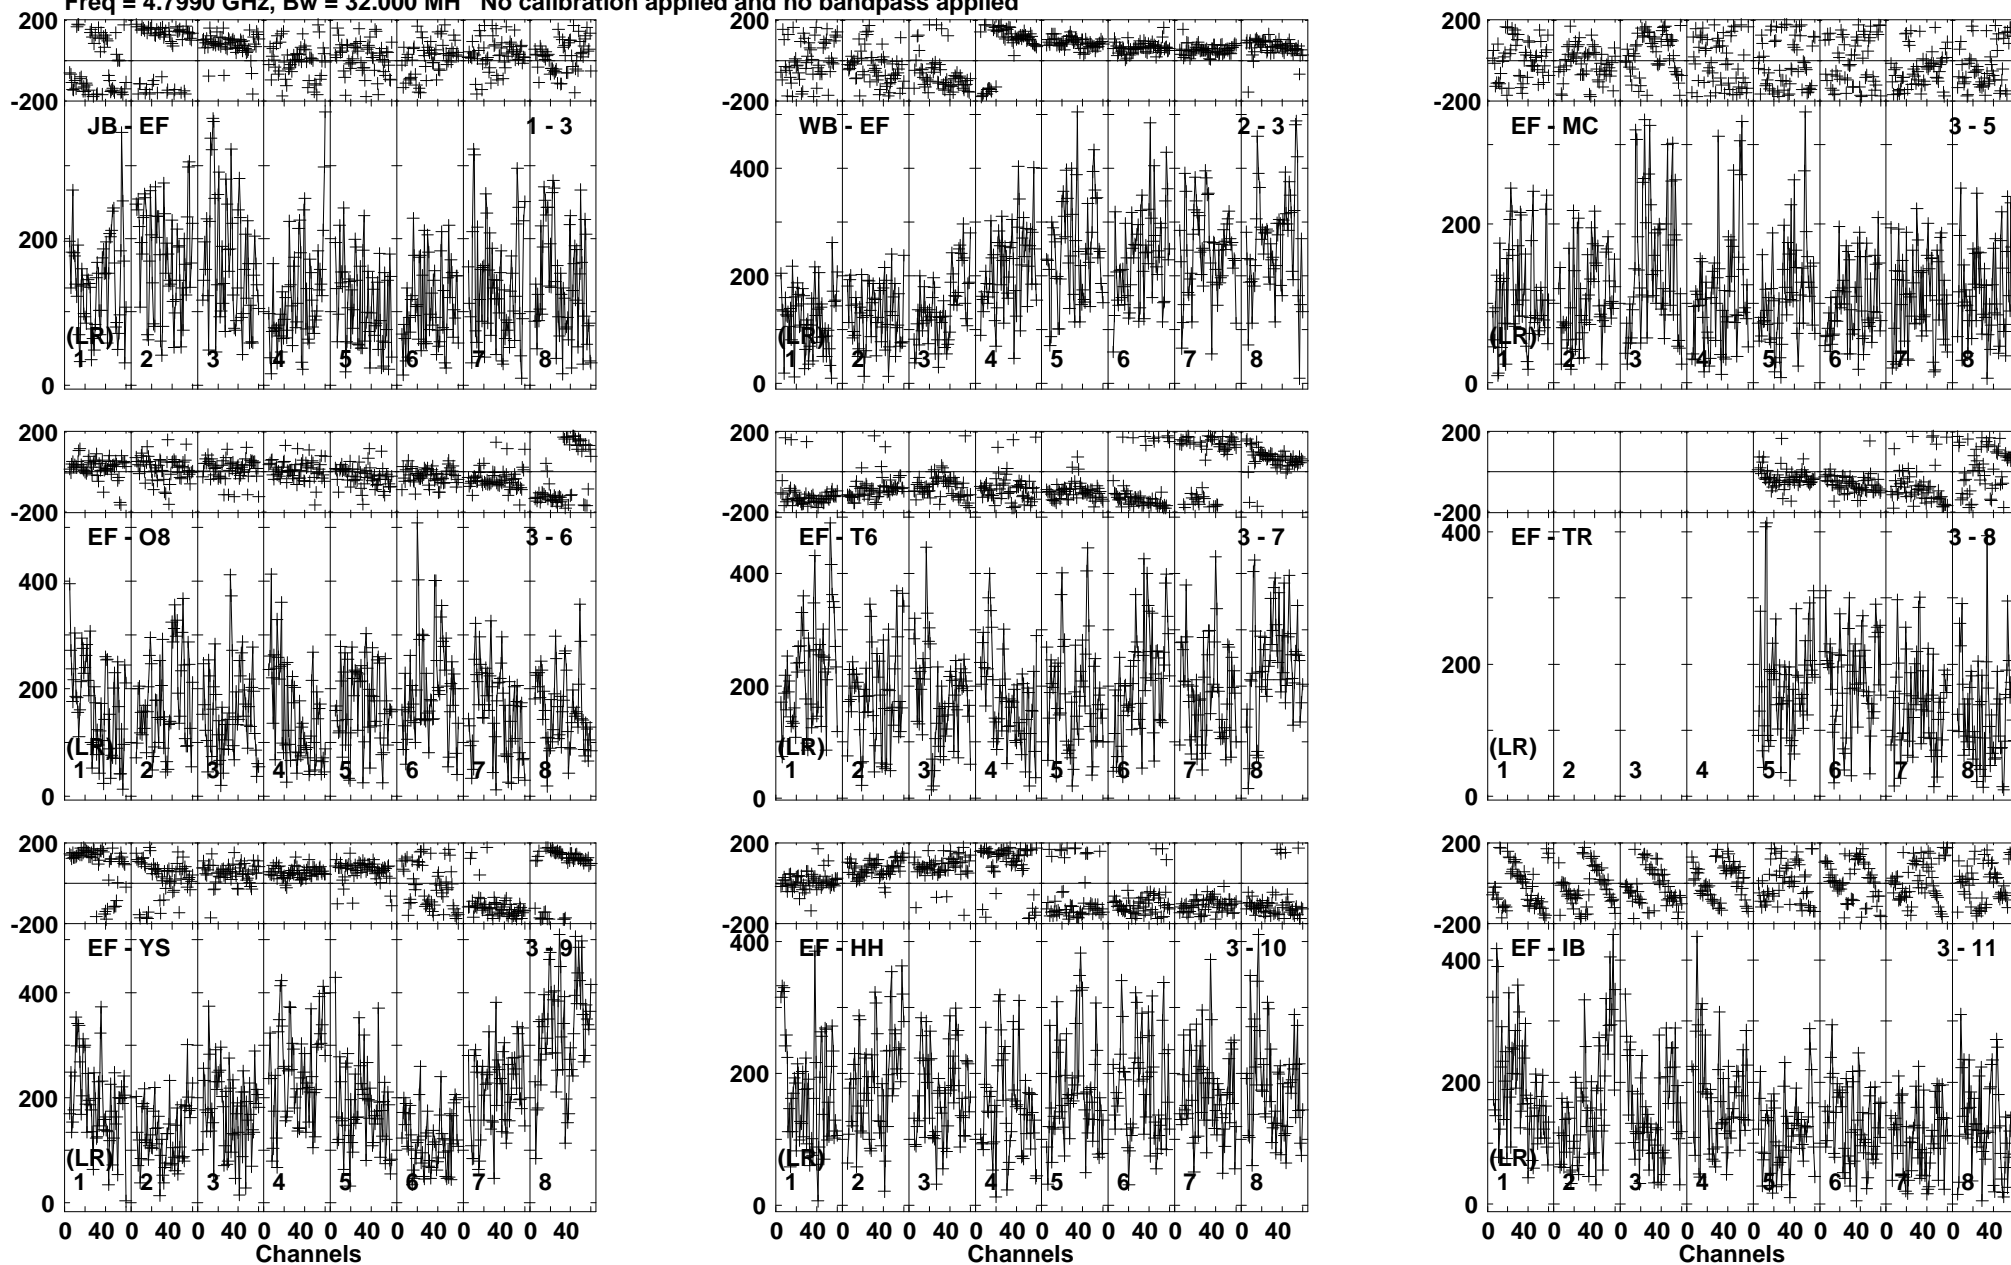 Freq = 4.7990 GHz, Bw = 32.000 MH No calibration applied and no bandpass applied
200
-200
JB - EF 1 - 3
200
0
(LR)
1 2 3 4 5 6 7 8
200
-200
WB - EF 2 - 3
400
200
0
(LR)
1 2 3 4 5 6 7 8
200
-200
EF - MC 3 - 5
200
0
(LR)
1 2 3 4 5 6 7 8
200
-200
EF - O8 3 - 6
400
200
0
(LR)
1 2 3 4 5 6 7 8
200
-200
EF - T6 3 - 7
400
200
0
(LR)
1 2 3 4 5 6 7 8
200
-200
EF - TR 3 - 8
400
200
0
(LR)
1 2 3 4 5 6 7 8
200
-200
EF - YS 3 - 9
400
200
0
(LR)
1 2 3 4 5 6 7 8
0 40 0 40 0 40 0 40 0 40 0 40 0 40 0 40
Channels
200
-200
EF - HH 3 - 10
400
200
0
(LR)
1 2 3 4 5 6 7 8
0 40 0 40 0 40 0 40 0 40 0 40 0 40 0 40
Channels
200
-200
EF - IB 3 - 11
400
200
0
(LR)
1 2 3 4 5 6 7 8
0 40 0 40 0 40 0 40 0 40 0 40 0 40 0 40
Channels